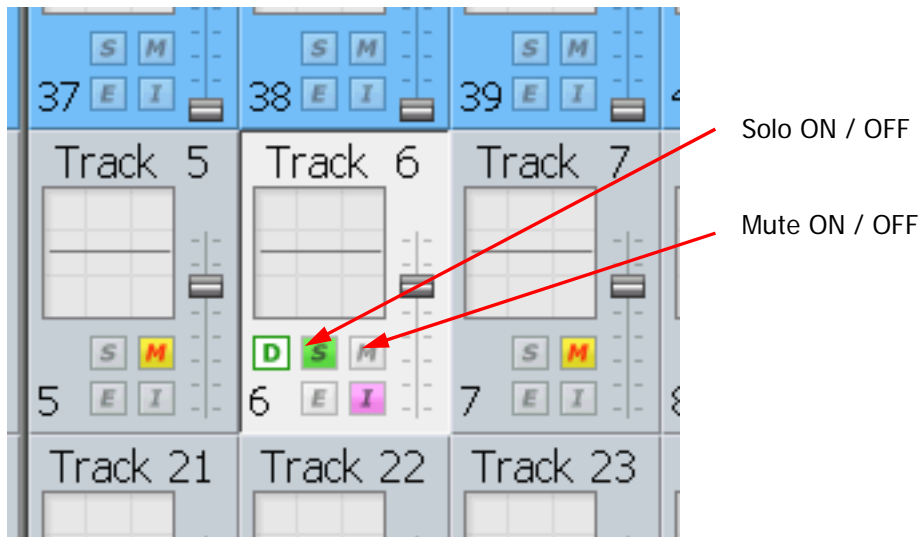 S M S M S M
37 E I 38 E I 39 E I
Solo ON / OFF
Track 5 Track 6 Track 7
Mute ON / OFF
S M D S M S M
5 E I 6 E I 7 E I
Track 21 Track 22 Track 23